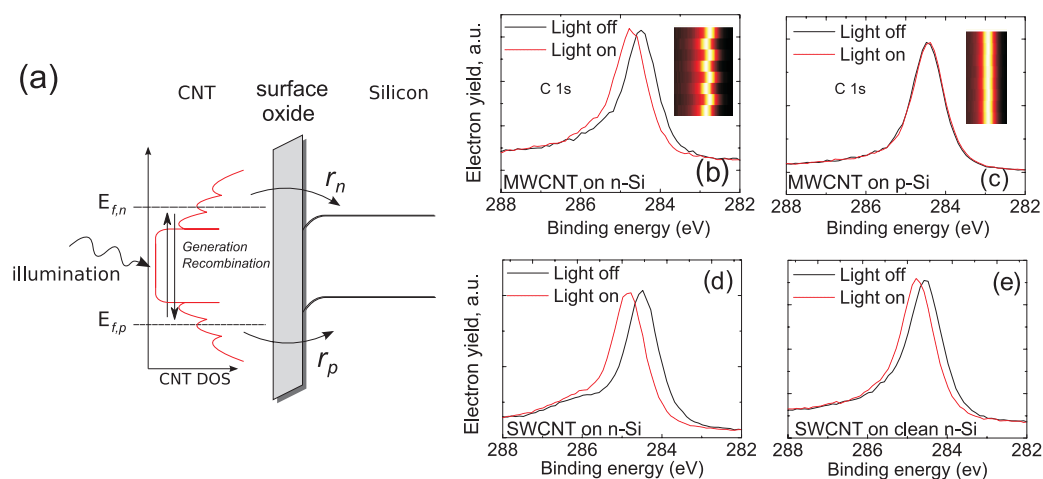 (a)
CNT
surface
oxide
Silicon
E_{f,n}
E_{f,p}
illumination
Generation
Recombination
r_n
r_p
CNT DOS
Electron yield, a.u.
Light off
Light on
C 1s
(b)
MWCNT on n-Si
288 286 284 282
Binding energy (eV)
Light off
Light on
C 1s
(c)
MWCNT on p-Si
288 286 284 282
Binding energy (eV)
Electron yield, a.u.
Light off
Light on
(d)
SWCNT on n-Si
288 286 284 282
Binding energy (eV)
Light off
Light on
(e)
SWCNT on clean n-Si
288 286 284 282
Binding energy (ev)